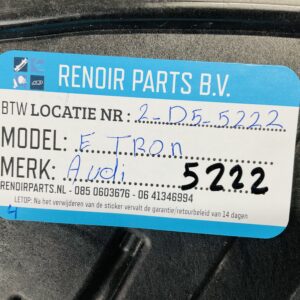 RENOIR PARTS B.V.
BTW LOCATIE NR : 2-D5-5222
MODEL: E TRON
MERK: Audi 5222
RENOIRPARTS.NL - 085 0603676 - 06 41346994
LETOP: Nu het verwijderen van de sticker vervalt de garantie/retourbeleid van 14 dagen
4